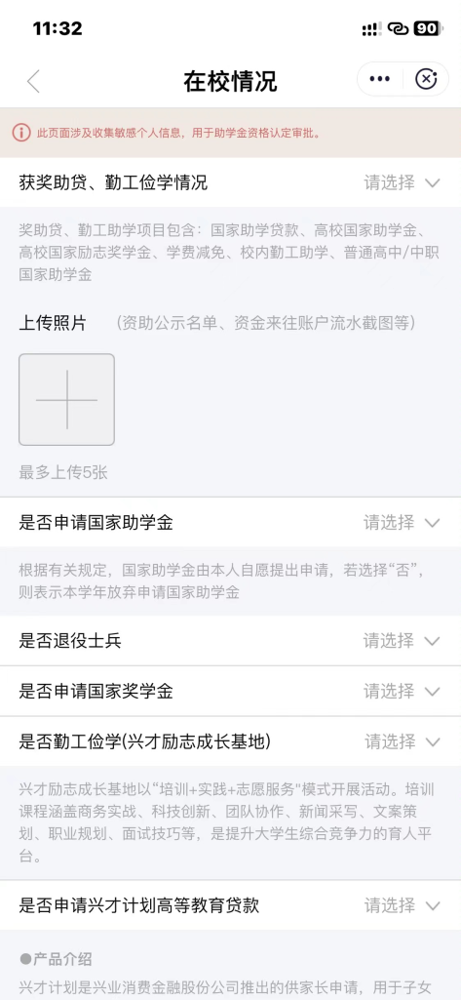 11:32
90
在校情况
此页面涉及收集敏感个人信息，用于助学金资格认定审批。
获奖助贷、勤工俭学情况
请选择
奖助贷、勤工助学项目包含：国家助学贷款、高校国家助学金、
高校国家励志奖学金、学费减免、校内勤工助学、普通高中/中职
国家助学金
上传照片 （资助公示名单、资金来往账户流水截图等）
最多上传5张
是否申请国家助学金
请选择
根据有关规定，国家助学金由本人自愿提出申请，若选择“否”，
则表示本学年放弃申请国家助学金
是否退役士兵
请选择
是否申请国家奖学金
请选择
是否勤工俭学(兴才励志成长基地)
请选择
兴才励志成长基地以“培训+实践+志愿服务"模式开展活动。培训
课程涵盖商务实战、科技创新、团队协作、新闻采写、文案策
划、职业规划、面试技巧等，是提升大学生综合竞争力的育人平
台。
是否申请兴才计划高等教育贷款
请选择
●产品介绍
兴才计划是兴业消费金融股份公司推出的供家长申请，用于子女